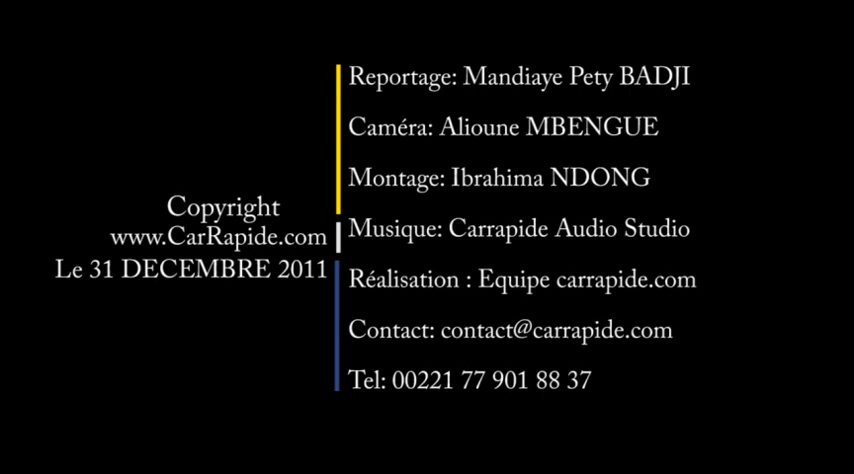 Copyright
www.CarRapide.com
Le 31 DECEMBRE 2011
Reportage: Mandiaye Pety BADJI
Caméra: Alioune MBENGUE
Montage: Ibrahima NDONG
Musique: Carrapide Audio Studio
Réalisation : Equipe carrapide.com
Contact: contact@carrapide.com
Tel: 00221 77 901 88 37